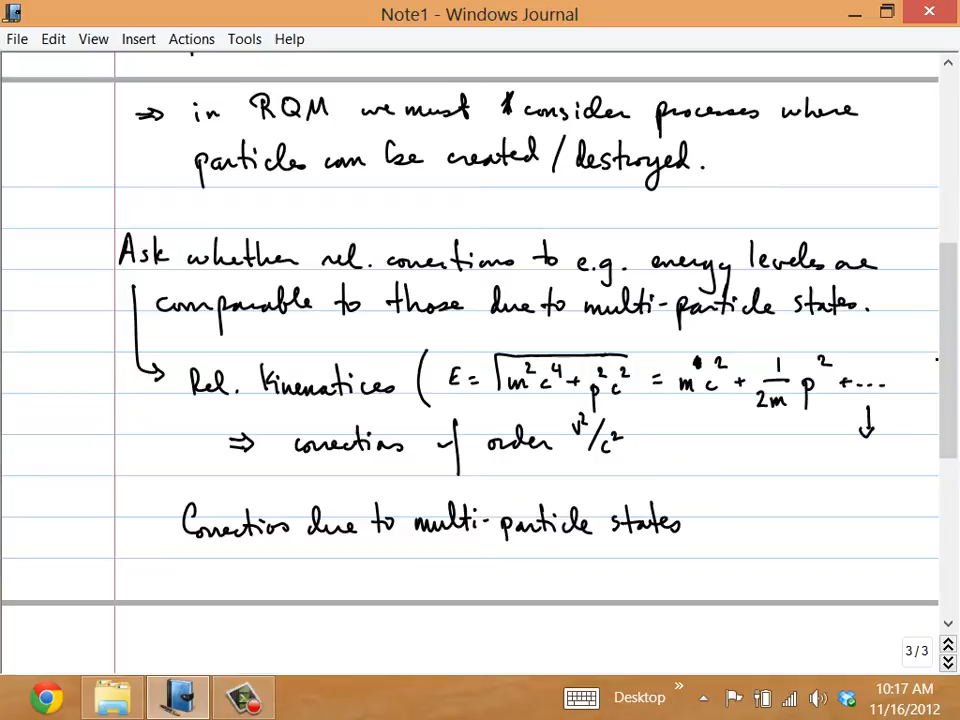 Note1 - Windows Journal
File Edit View Insert Actions Tools Help
⇒ in RQM we must consider processes where
particles can be created/destroyed.
Ask whether rel. corrections to e.g. energy levels are
comparable to those due to multi-particle states.
Rel. Kinematices ( E = √m²c⁴ + p²c² = mc² + 1/2m p² + ...
⇒ corrections of order v²/c²
Corrections due to multi-particle states
3/3
Desktop
10:17 AM
11/16/2012